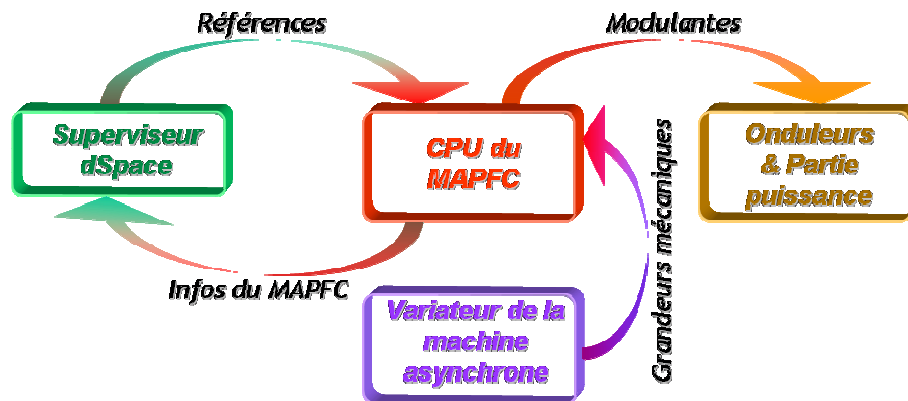 Références
Modulantes
Superviseur
dSpace
CPU du
MAPFC
Onduleurs
& Partie
puissance
Grandeurs mécaniques
Infos du MAPFC
Variateur de la
machine
asynchrone